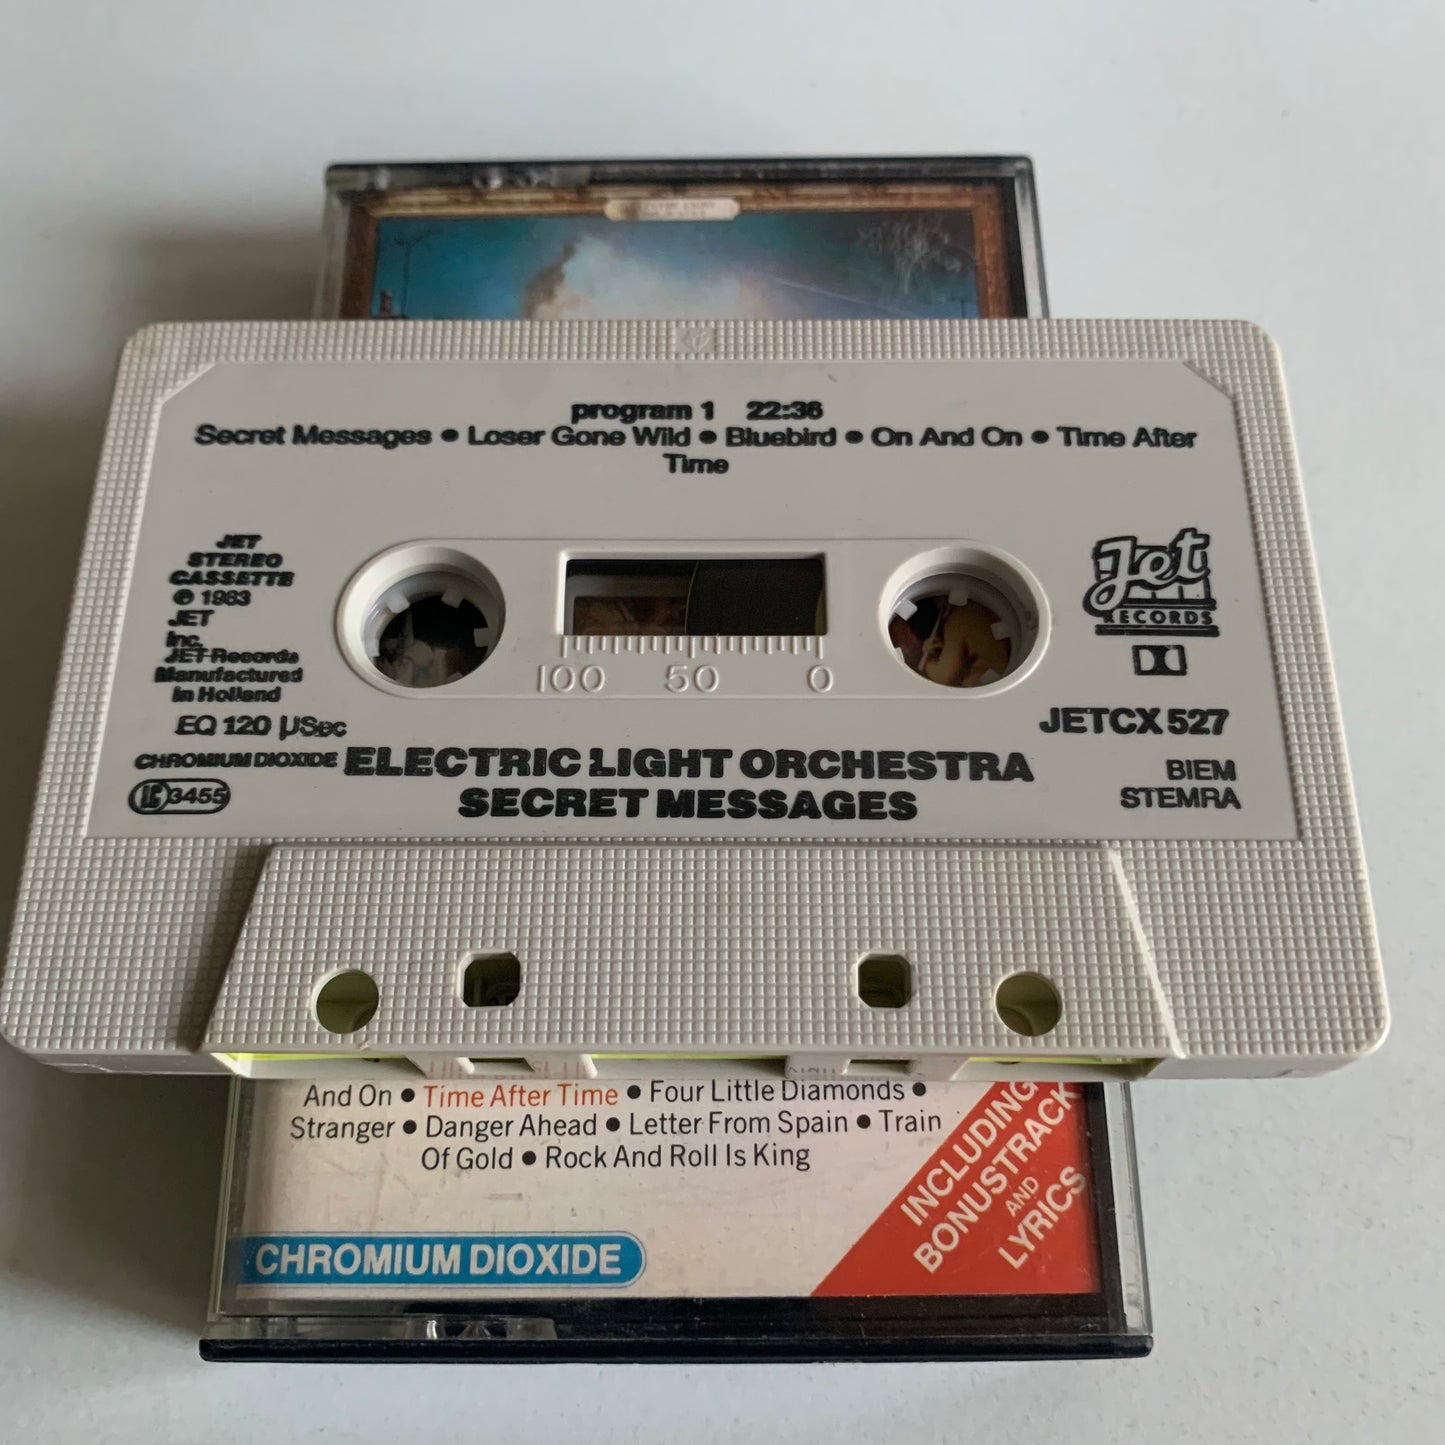 program 1 22:36
Secret Messages • Loser Gone Wild • Bluebird • On And On • Time After
Time
JET
STEREO
CASSETTE
℗ 1983
JET
Inc.
JET Records
Manufactured
in Holland
EQ 120 µSec
CHROMIUM DIOXIDE
3455
100 50 0
Jet
RECORDS
JETCX 527
BIEM
STEMRA
ELECTRIC LIGHT ORCHESTRA
SECRET MESSAGES
And On • Time After Time • Four Little Diamonds •
Stranger • Danger Ahead • Letter From Spain • Train
Of Gold • Rock And Roll Is King
CHROMIUM DIOXIDE
INCLUDING
BONUSTRACK
AND
LYRICS